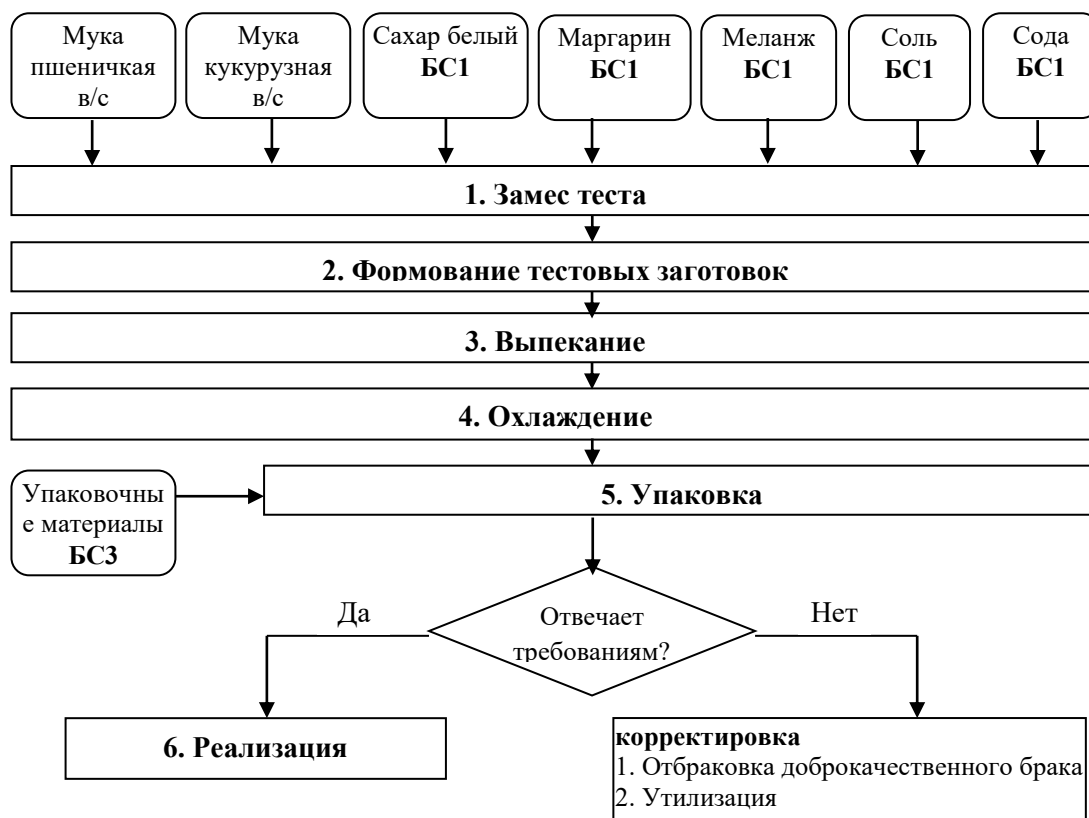 Мука
пшеничкая
в/с
Мука
кукурузная
в/с
Сахар белый
БС1
Маргарин
БС1
Меланж
БС1
Соль
БС1
Сода
БС1
1. Замес теста
2. Формование тестовых заготовок
3. Выпекание
4. Охлаждение
Упаковочны
е материалы
БС3
5. Упаковка
Да
Отвечает
требованиям?
Нет
6. Реализация
корректировка
1. Отбраковка доброкачественного брака
2. Утилизация